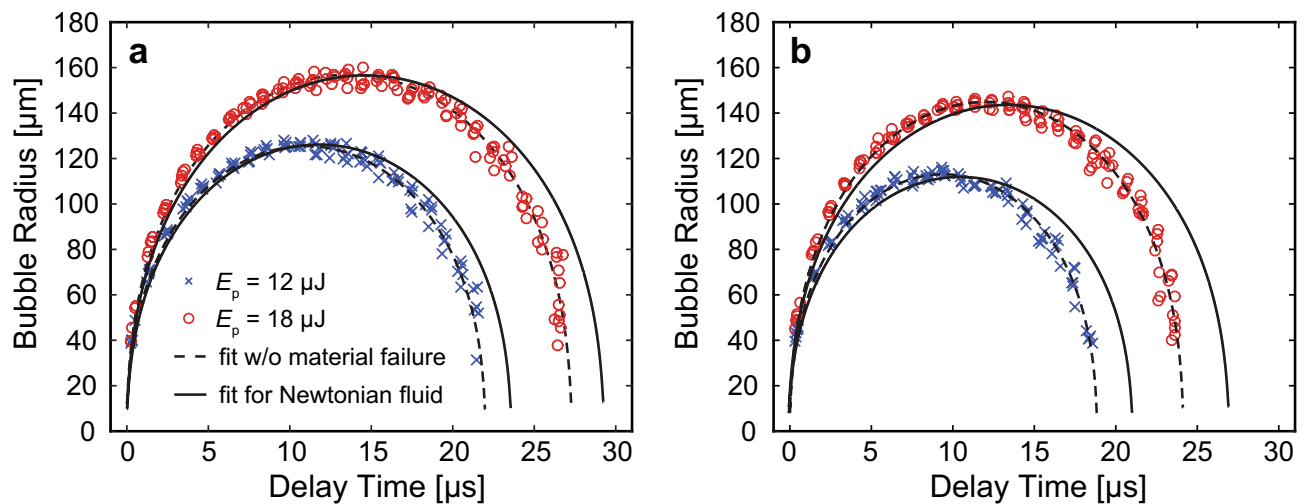 a
180
160
140
120
100
80
60
40
20
0
Bubble Radius [µm]
E_p = 12 µJ
E_p = 18 µJ
fit w/o material failure
fit for Newtonian fluid
0 5 10 15 20 25 30
Delay Time [µs]
b
180
160
140
120
100
80
60
40
20
0
Bubble Radius [µm]
0 5 10 15 20 25 30
Delay Time [µs]